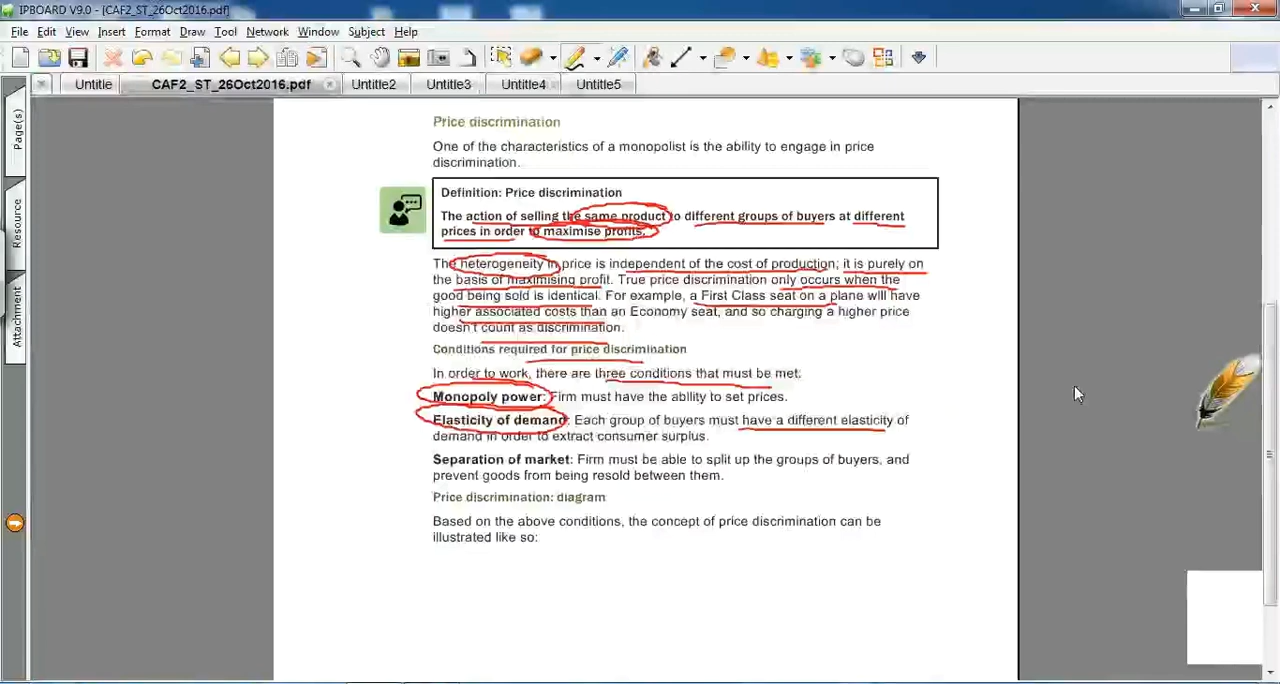 IPBOARD V9.0 - [CAF2_ST_26Oct2016.pdf]
File Edit View Insert Format Draw Tool Network Window Subject Help
Untitle CAF2_ST_26Oct2016.pdf Untitle2 Untitle3 Untitle4 Untitle5
Page(s)
Resource
Attachment
Price discrimination
One of the characteristics of a monopolist is the ability to engage in price
discrimination.
Definition: Price discrimination
The action of selling the same product to different groups of buyers at different
prices in order to maximise profits.
The heterogeneity in price is independent of the cost of production; it is purely on
the basis of maximising profit. True price discrimination only occurs when the
good being sold is identical. For example, a First Class seat on a plane will have
higher associated costs than an Economy seat, and so charging a higher price
doesn't count as discrimination.
Conditions required for price discrimination
In order to work, there are three conditions that must be met:
Monopoly power: Firm must have the ability to set prices.
Elasticity of demand: Each group of buyers must have a different elasticity of
demand in order to extract consumer surplus.
Separation of market: Firm must be able to split up the groups of buyers, and
prevent goods from being resold between them.
Price discrimination: diagram
Based on the above conditions, the concept of price discrimination can be
illustrated like so: